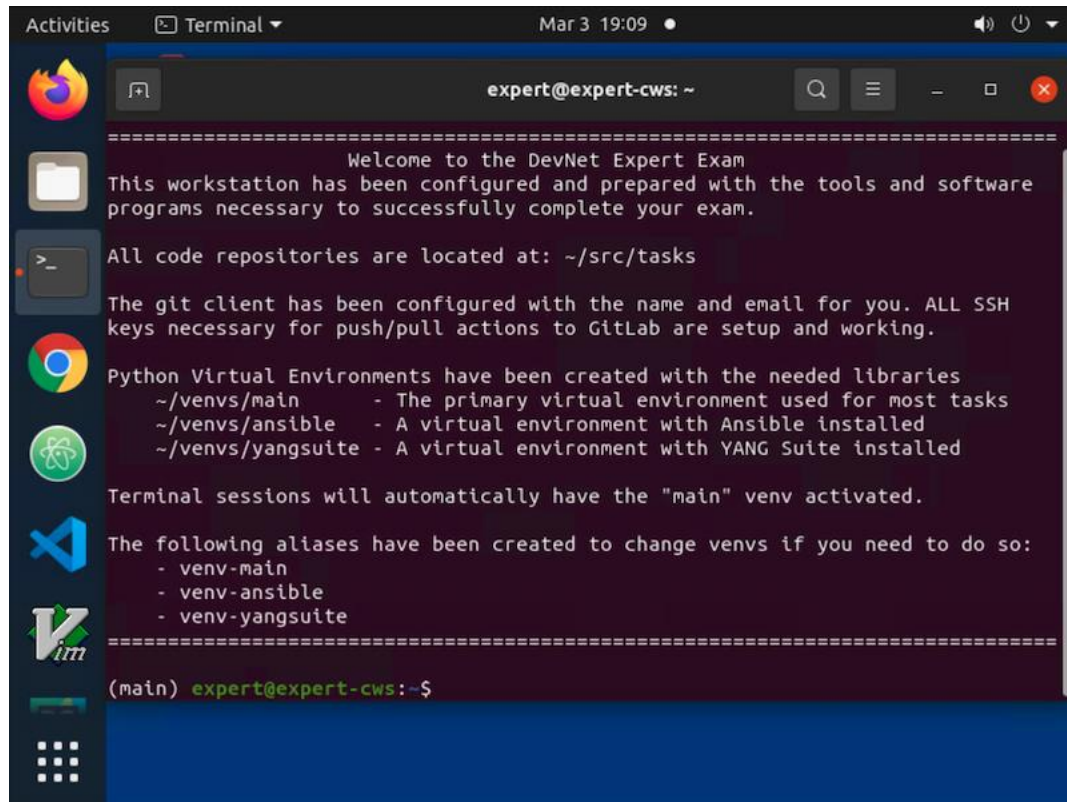 Activities Terminal Mar 3 19:09
expert@expert-cws: ~
================================================================================
Welcome to the DevNet Expert Exam
This workstation has been configured and prepared with the tools and software
programs necessary to successfully complete your exam.
All code repositories are located at: ~/src/tasks
The git client has been configured with the name and email for you. ALL SSH
keys necessary for push/pull actions to GitLab are setup and working.
Python Virtual Environments have been created with the needed libraries
~/venvs/main - The primary virtual environment used for most tasks
~/venvs/ansible - A virtual environment with Ansible installed
~/venvs/yangsuite - A virtual environment with YANG Suite installed
Terminal sessions will automatically have the "main" venv activated.
The following aliases have been created to change venvs if you need to do so:
- venv-main
- venv-ansible
- venv-yangsuite
================================================================================
(main) expert@expert-cws:~$
>_
Vim